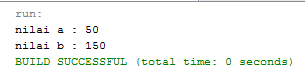 run:
nilai a : 50
nilai b : 150
BUILD SUCCESSFUL (total time: 0 seconds)